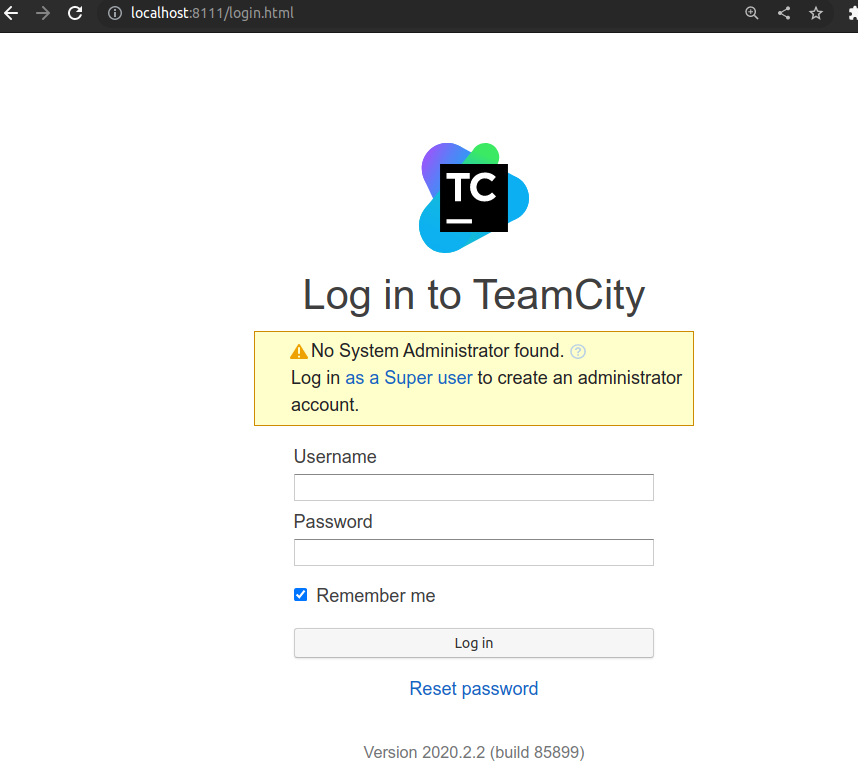 localhost:8111/login.html
TC
Log in to TeamCity
No System Administrator found.
Log in as a Super user to create an administrator
account.
Username
Password
Remember me
Log in
Reset password
Version 2020.2.2 (build 85899)